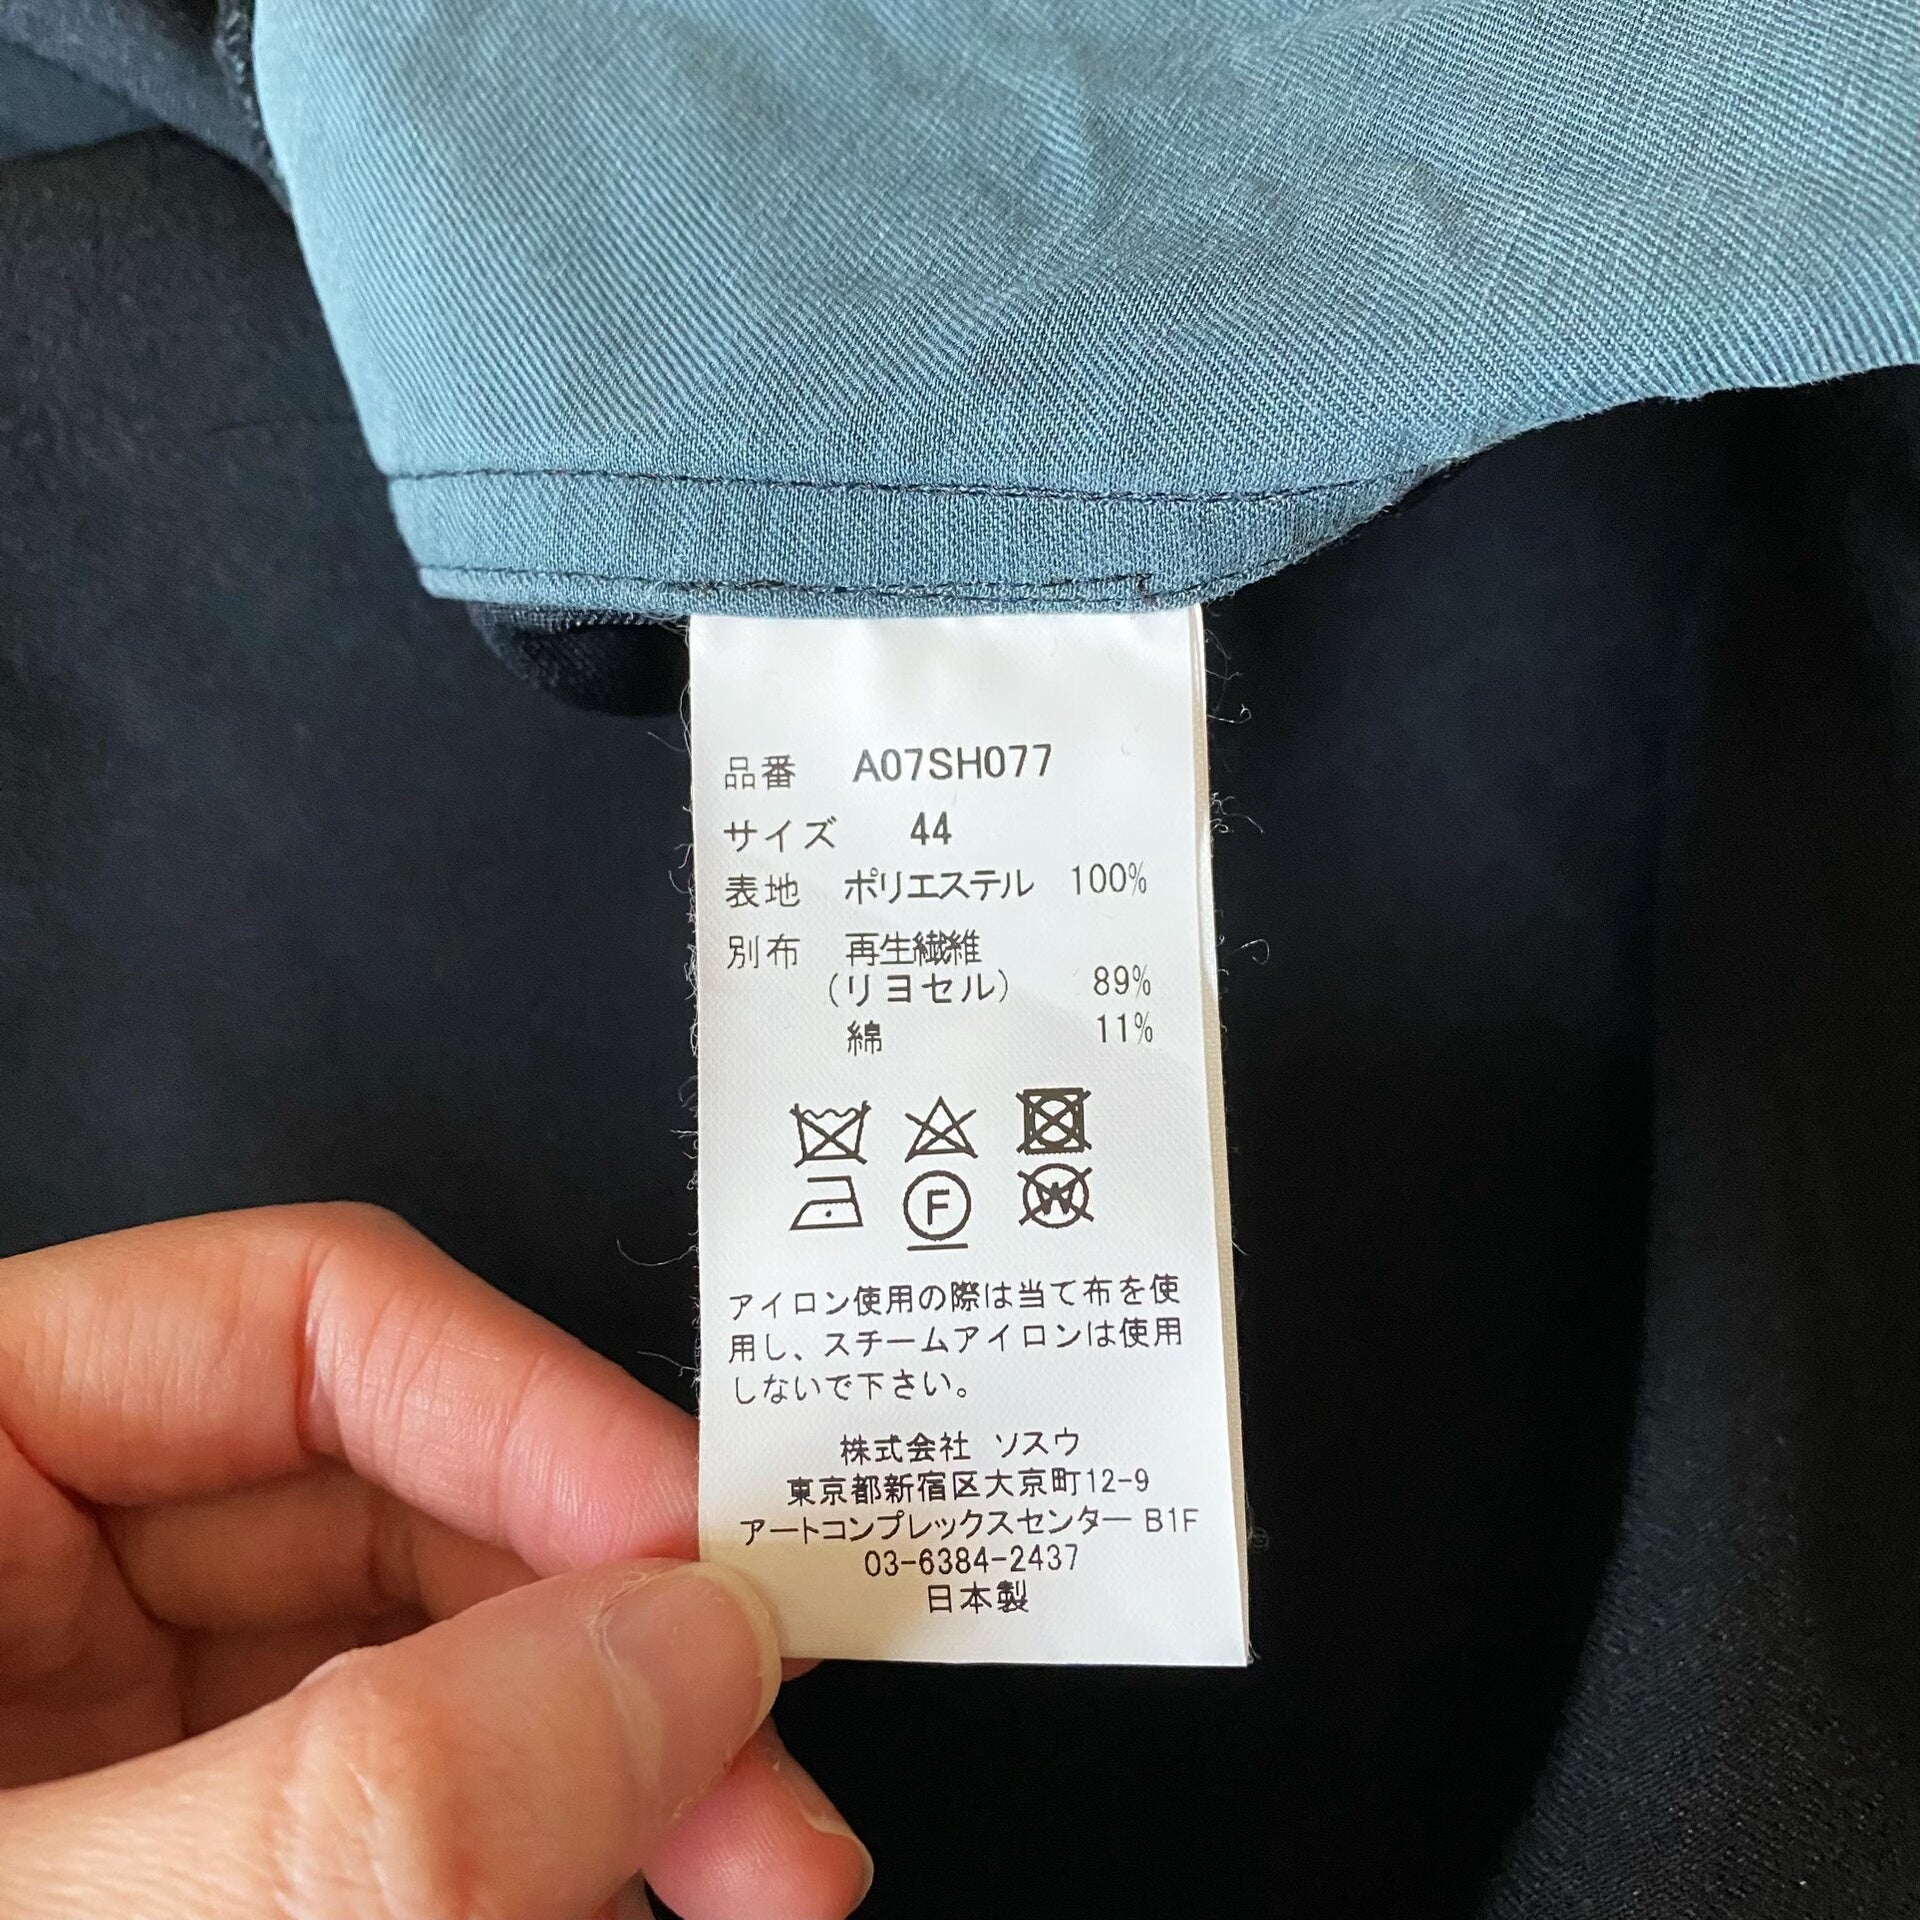 品番 A07SH077
サイズ 44
表地 ポリエステル 100%
別布 再生繊維
(リヨセル) 89%
綿 11%
F W
アイロン使用の際は当て布を使
用し、スチームアイロンは使用
しないで下さい。
株式会社 ソスウ
東京都新宿区大京町12-9
アートコンプレックスセンター B1F
03-6384-2437
日本製